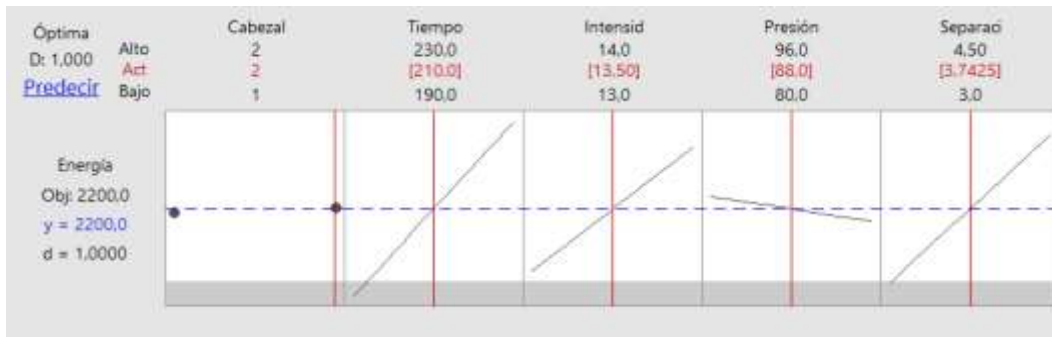 Óptima
D: 1,000
Predecir
Alto
Act
Bajo
Cabezal
2
2
1
Tiempo
230,0
[210,0]
190,0
Intensid
14,0
[13,50]
13,0
Presión
96,0
[88,0]
80,0
Separaci
4,50
[3,7425]
3,0
Energía
Obj: 2200,0
y = 2200,0
d = 1,0000